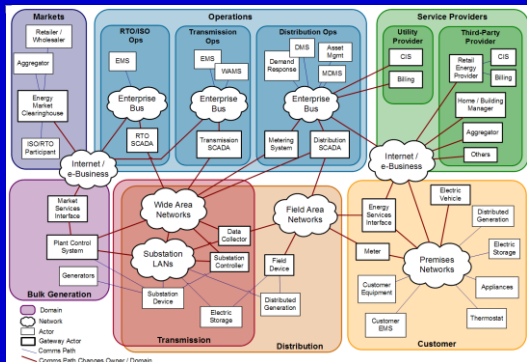 Markets
Retailer /
Wholesaler
Aggregator
Energy
Market
Clearinghouse
ISO/RTO
Participant
Internet /
e-Business
Operations
RTO/ISO
Ops
EMS
Enterprise
Bus
RTO
SCADA
Transmission
Ops
EMS
WAMS
Enterprise
Bus
Transmission
SCADA
Distribution Ops
DMS
Asset
Mgmt
Demand
Response
MDMS
Enterprise
Bus
Metering
System
Distribution
SCADA
Service Providers
Utility
Provider
CIS
Billing
Third-Party
Provider
Retail
Energy
Provider
CIS
Billing
Home / Building
Manager
Aggregator
Others
Internet /
e-Business
Market
Services
Interface
Plant Control
System
Generators
Bulk Generation
Wide Area
Networks
Substation
LANs
Data
Collector
Substation
Controller
Substation
Device
Electric
Storage
Transmission
Field Area
Networks
Field
Device
Distributed
Generation
Distribution
Electric
Vehicle
Energy
Services
Interface
Distributed
Generation
Meter
Premises
Networks
Electric
Storage
Customer
Equipment
Appliances
Customer
EMS
Thermostat
Customer
Domain
Network
Actor
Gateway Actor
Comms Path
Comms Path Changes Owner / Domain